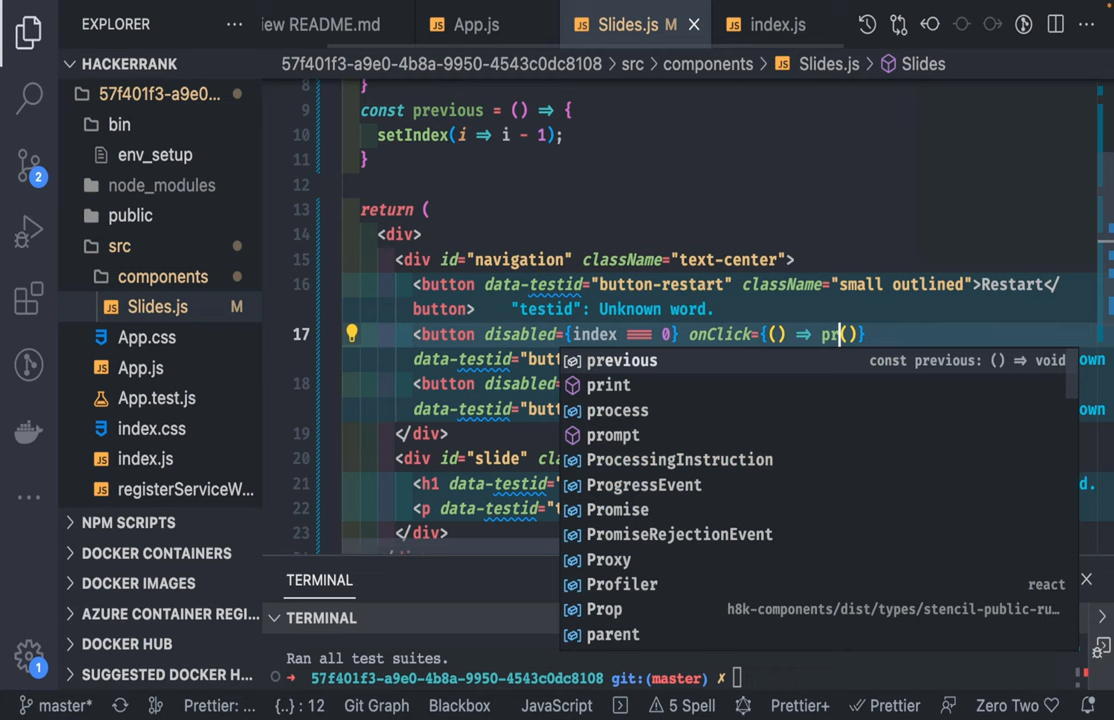 EXPLORER
view README.md
App.js
Slides.js M
index.js
HACKERRANK
57f401f3-a9e0-4b8a-9950-4543c0dc8108 > src > components > Slides.js > Slides
57f401f3-a9e0...
bin
env_setup
node_modules
public
src
components
Slides.js M
App.css
App.js
App.test.js
index.css
index.js
registerServiceW...
NPM SCRIPTS
DOCKER CONTAINERS
DOCKER IMAGES
AZURE CONTAINER REGI...
DOCKER HUB
SUGGESTED DOCKER H...
2
1
8 }
9 const previous = () => {
10 setIndex(i => i - 1);
11 }
12
13 return (
14 <div>
15 <div id="navigation" className="text-center">
16 <button data-testid="button-restart" className="small outlined">Restart</
button> "testid": Unknown word.
17 <button disabled={index === 0} onClick={() => pr()}
data-testid="but own
18 <button disabled=
data-testid="but own
19 </div>
20 <div id="slide" cl
21 <h1 data-testid=" d.
22 <p data-testid="t
23 </div>
previous const previous: () => void
print
process
prompt
ProcessingInstruction
ProgressEvent
Promise
PromiseRejectionEvent
Proxy
Profiler react
Prop h8k-components/dist/types/stencil-public-ru...
parent
TERMINAL
TERMINAL
Ran all test suites.
→ 57f401f3-a9e0-4b8a-9950-4543c0dc8108 git:(master) ✗
master* Prettier: ... {..} : 12 Git Graph Blackbox JavaScript 5 Spell Prettier+ Prettier Zero Two ♡